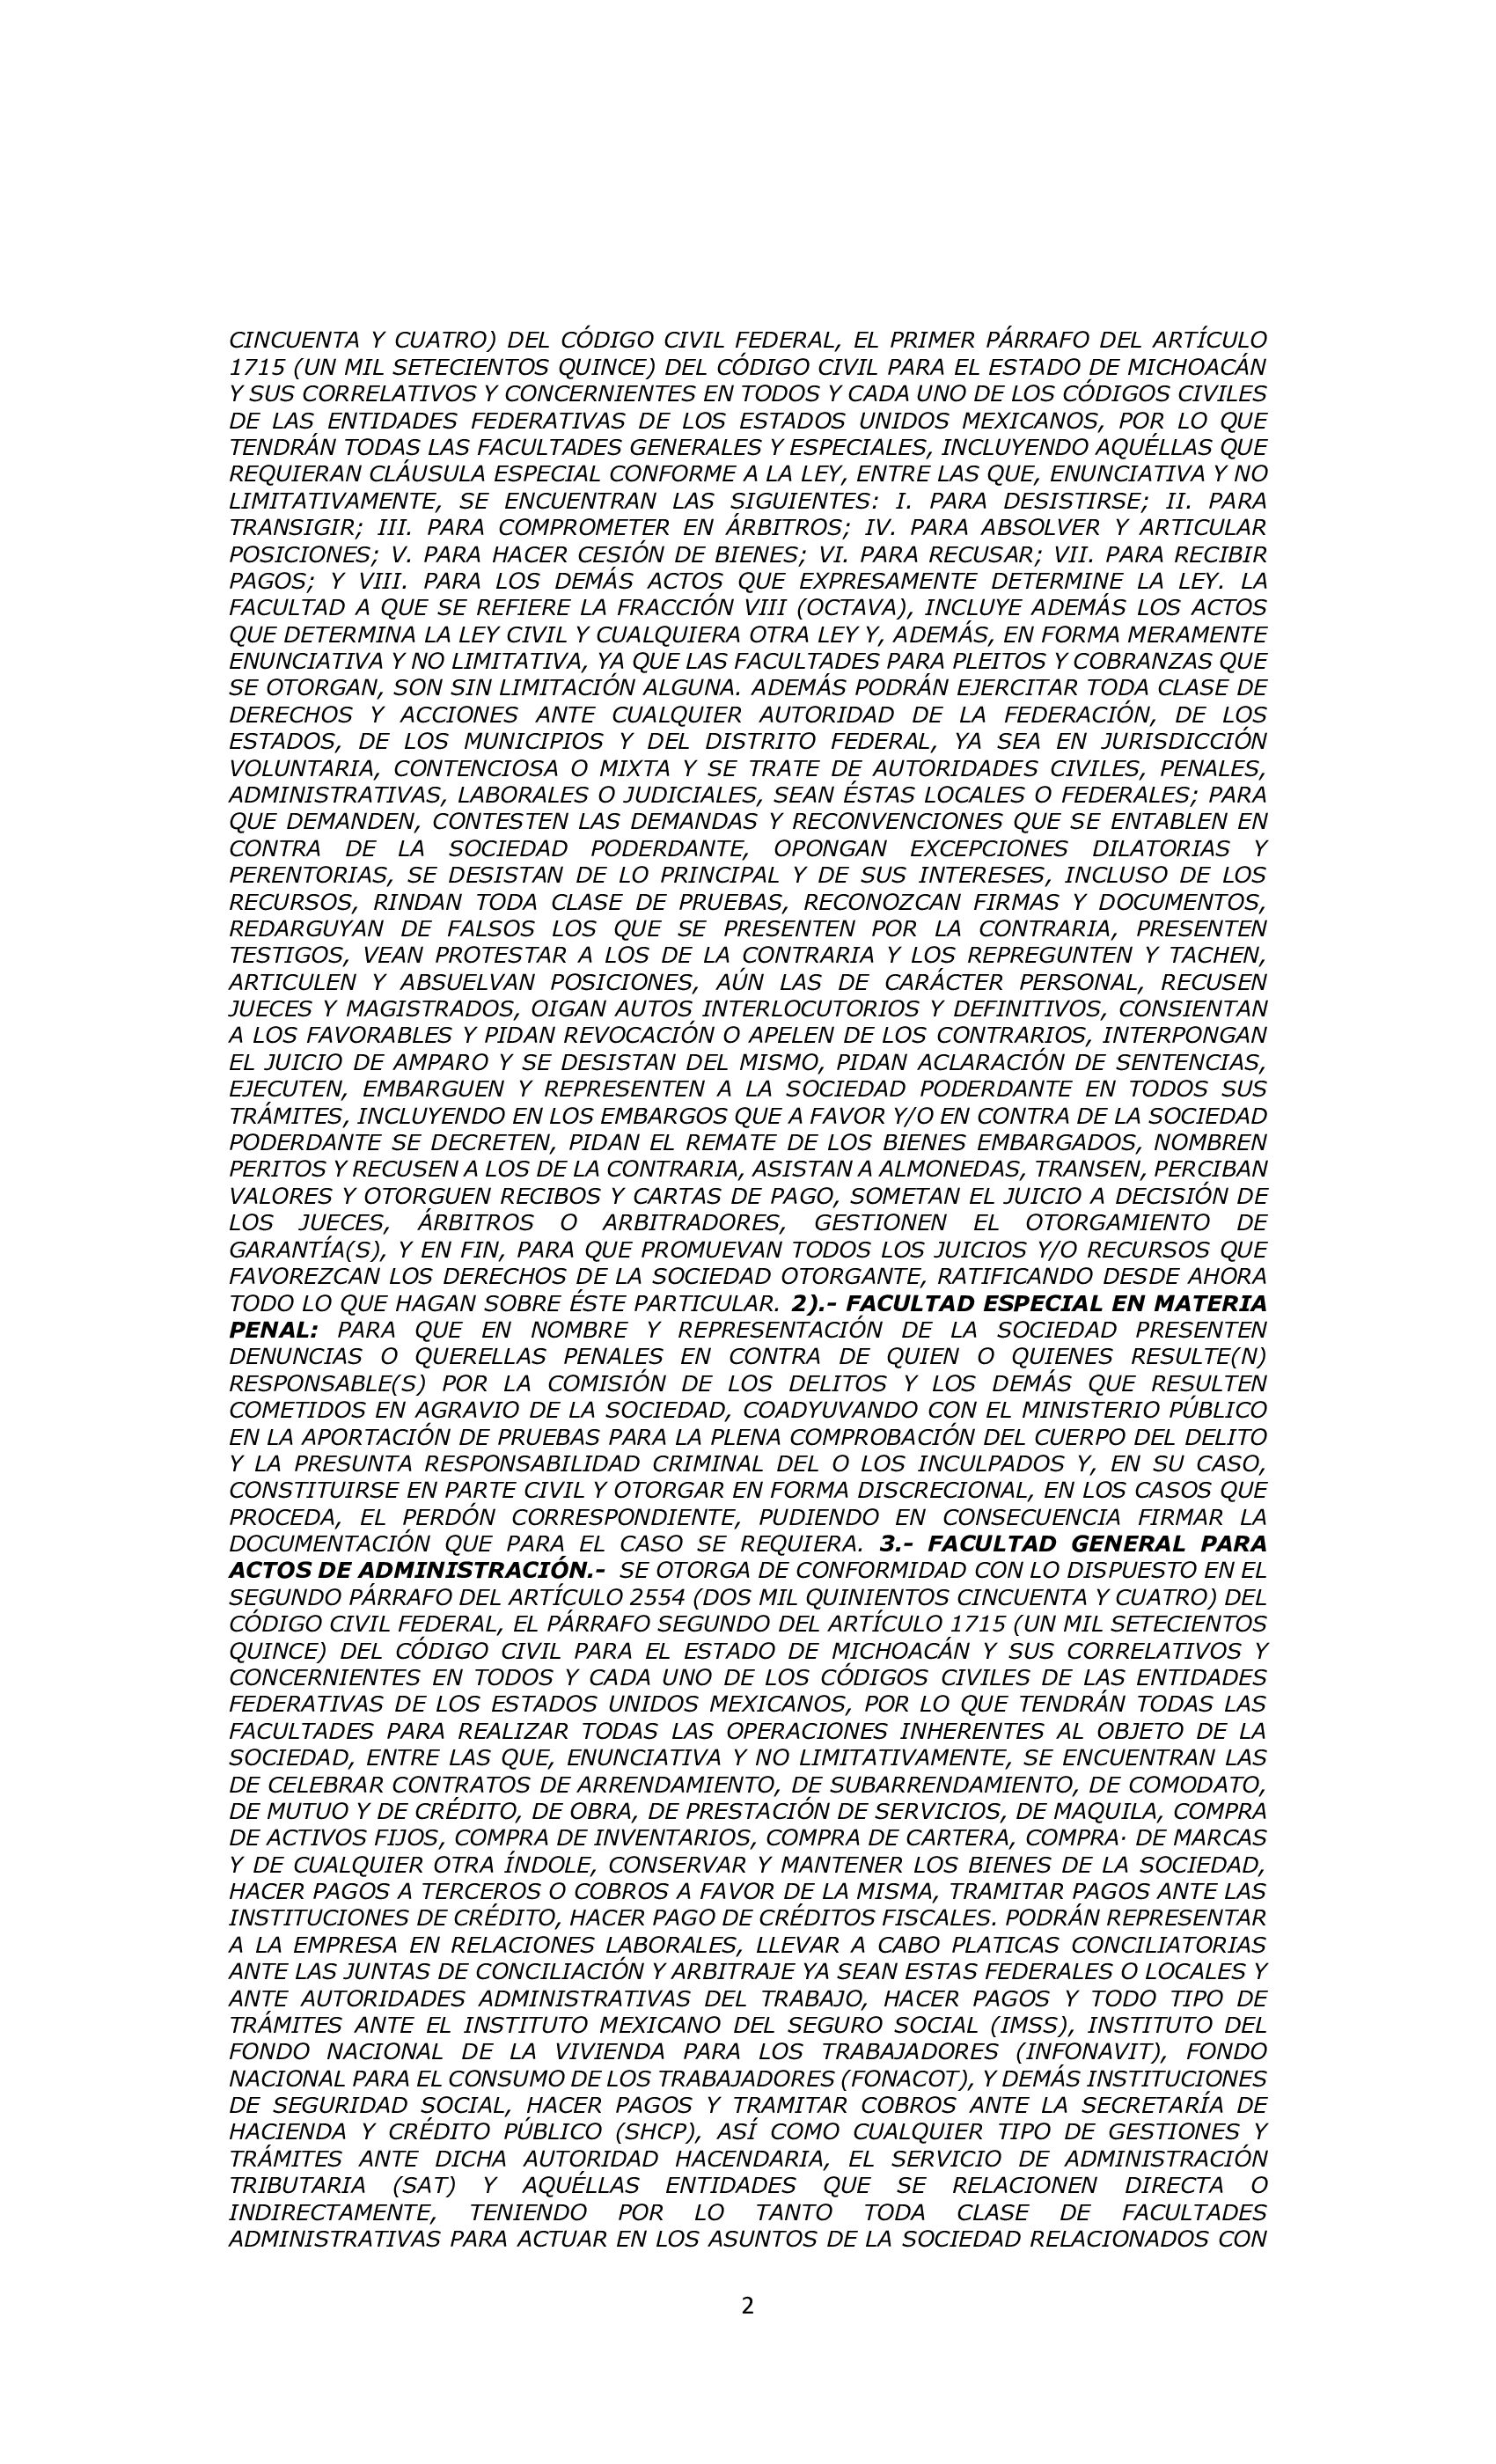 CINCUENTA Y CUATRO) DEL CÓDIGO CIVIL FEDERAL, EL PRIMER PÁRRAFO DEL ARTÍCULO
1715 (UN MIL SETECIENTOS QUINCE) DEL CÓDIGO CIVIL PARA EL ESTADO DE MICHOACÁN
Y SUS CORRELATIVOS Y CONCERNIENTES EN TODOS Y CADA UNO DE LOS CÓDIGOS CIVILES
DE LAS ENTIDADES FEDERATIVAS DE LOS ESTADOS UNIDOS MEXICANOS, POR LO QUE
TENDRÁN TODAS LAS FACULTADES GENERALES Y ESPECIALES, INCLUYENDO AQUÉLLAS QUE
REQUIERAN CLÁUSULA ESPECIAL CONFORME A LA LEY, ENTRE LAS QUE, ENUNCIATIVA Y NO
LIMITATIVAMENTE, SE ENCUENTRAN LAS SIGUIENTES: I. PARA DESISTIRSE; II. PARA
TRANSIGIR; III. PARA COMPROMETER EN ÁRBITROS; IV. PARA ABSOLVER Y ARTICULAR
POSICIONES; V. PARA HACER CESIÓN DE BIENES; VI. PARA RECUSAR; VII. PARA RECIBIR
PAGOS; Y VIII. PARA LOS DEMÁS ACTOS QUE EXPRESAMENTE DETERMINE LA LEY. LA
FACULTAD A QUE SE REFIERE LA FRACCIÓN VIII (OCTAVA), INCLUYE ADEMÁS LOS ACTOS
QUE DETERMINA LA LEY CIVIL Y CUALQUIERA OTRA LEY Y, ADEMÁS, EN FORMA MERAMENTE
ENUNCIATIVA Y NO LIMITATIVA, YA QUE LAS FACULTADES PARA PLEITOS Y COBRANZAS QUE
SE OTORGAN, SON SIN LIMITACIÓN ALGUNA. ADEMÁS PODRÁN EJERCITAR TODA CLASE DE
DERECHOS Y ACCIONES ANTE CUALQUIER AUTORIDAD DE LA FEDERACIÓN, DE LOS
ESTADOS, DE LOS MUNICIPIOS Y DEL DISTRITO FEDERAL, YA SEA EN JURISDICCIÓN
VOLUNTARIA, CONTENCIOSA O MIXTA Y SE TRATE DE AUTORIDADES CIVILES, PENALES,
ADMINISTRATIVAS, LABORALES O JUDICIALES, SEAN ÉSTAS LOCALES O FEDERALES; PARA
QUE DEMANDEN, CONTESTEN LAS DEMANDAS Y RECONVENCIONES QUE SE ENTABLEN EN
CONTRA DE LA SOCIEDAD PODERDANTE, OPONGAN EXCEPCIONES DILATORIAS Y
PERENTORIAS, SE DESISTAN DE LO PRINCIPAL Y DE SUS INTERESES, INCLUSO DE LOS
RECURSOS, RINDAN TODA CLASE DE PRUEBAS, RECONOZCAN FIRMAS Y DOCUMENTOS,
REDARGUYAN DE FALSOS LOS QUE SE PRESENTEN POR LA CONTRARIA, PRESENTEN
TESTIGOS, VEAN PROTESTAR A LOS DE LA CONTRARIA Y LOS REPREGUNTEN Y TACHEN,
ARTICULEN Y ABSUELVAN POSICIONES, AÚN LAS DE CARÁCTER PERSONAL, RECUSEN
JUECES Y MAGISTRADOS, OIGAN AUTOS INTERLOCUTORIOS Y DEFINITIVOS, CONSIENTAN
A LOS FAVORABLES Y PIDAN REVOCACIÓN O APELEN DE LOS CONTRARIOS, INTERPONGAN
EL JUICIO DE AMPARO Y SE DESISTAN DEL MISMO, PIDAN ACLARACIÓN DE SENTENCIAS,
EJECUTEN, EMBARGUEN Y REPRESENTEN A LA SOCIEDAD PODERDANTE EN TODOS SUS
TRÁMITES, INCLUYENDO EN LOS EMBARGOS QUE A FAVOR Y/O EN CONTRA DE LA SOCIEDAD
PODERDANTE SE DECRETEN, PIDAN EL REMATE DE LOS BIENES EMBARGADOS, NOMBREN
PERITOS Y RECUSEN A LOS DE LA CONTRARIA, ASISTAN A ALMONEDAS, TRANSEN, PERCIBAN
VALORES Y OTORGUEN RECIBOS Y CARTAS DE PAGO, SOMETAN EL JUICIO A DECISIÓN DE
LOS JUECES, ÁRBITROS O ARBITRADORES, GESTIONEN EL OTORGAMIENTO DE
GARANTÍA(S), Y EN FIN, PARA QUE PROMUEVAN TODOS LOS JUICIOS Y/O RECURSOS QUE
FAVOREZCAN LOS DERECHOS DE LA SOCIEDAD OTORGANTE, RATIFICANDO DESDE AHORA
TODO LO QUE HAGAN SOBRE ÉSTE PARTICULAR. 2).- FACULTAD ESPECIAL EN MATERIA
PENAL: PARA QUE EN NOMBRE Y REPRESENTACIÓN DE LA SOCIEDAD PRESENTEN
DENUNCIAS O QUERELLAS PENALES EN CONTRA DE QUIEN O QUIENES RESULTE(N)
RESPONSABLE(S) POR LA COMISIÓN DE LOS DELITOS Y LOS DEMÁS QUE RESULTEN
COMETIDOS EN AGRAVIO DE LA SOCIEDAD, COADYUVANDO CON EL MINISTERIO PÚBLICO
EN LA APORTACIÓN DE PRUEBAS PARA LA PLENA COMPROBACIÓN DEL CUERPO DEL DELITO
Y LA PRESUNTA RESPONSABILIDAD CRIMINAL DEL O LOS INCULPADOS Y, EN SU CASO,
CONSTITUIRSE EN PARTE CIVIL Y OTORGAR EN FORMA DISCRECIONAL, EN LOS CASOS QUE
PROCEDA, EL PERDÓN CORRESPONDIENTE, PUDIENDO EN CONSECUENCIA FIRMAR LA
DOCUMENTACIÓN QUE PARA EL CASO SE REQUIERA. 3.- FACULTAD GENERAL PARA
ACTOS DE ADMINISTRACIÓN.- SE OTORGA DE CONFORMIDAD CON LO DISPUESTO EN EL
SEGUNDO PÁRRAFO DEL ARTÍCULO 2554 (DOS MIL QUINIENTOS CINCUENTA Y CUATRO) DEL
CÓDIGO CIVIL FEDERAL, EL PÁRRAFO SEGUNDO DEL ARTÍCULO 1715 (UN MIL SETECIENTOS
QUINCE) DEL CÓDIGO CIVIL PARA EL ESTADO DE MICHOACÁN Y SUS CORRELATIVOS Y
CONCERNIENTES EN TODOS Y CADA UNO DE LOS CÓDIGOS CIVILES DE LAS ENTIDADES
FEDERATIVAS DE LOS ESTADOS UNIDOS MEXICANOS, POR LO QUE TENDRÁN TODAS LAS
FACULTADES PARA REALIZAR TODAS LAS OPERACIONES INHERENTES AL OBJETO DE LA
SOCIEDAD, ENTRE LAS QUE, ENUNCIATIVA Y NO LIMITATIVAMENTE, SE ENCUENTRAN LAS
DE CELEBRAR CONTRATOS DE ARRENDAMIENTO, DE SUBARRENDAMIENTO, DE COMODATO,
DE MUTUO Y DE CRÉDITO, DE OBRA, DE PRESTACIÓN DE SERVICIOS, DE MAQUILA, COMPRA
DE ACTIVOS FIJOS, COMPRA DE INVENTARIOS, COMPRA DE CARTERA, COMPRA· DE MARCAS
Y DE CUALQUIER OTRA ÍNDOLE, CONSERVAR Y MANTENER LOS BIENES DE LA SOCIEDAD,
HACER PAGOS A TERCEROS O COBROS A FAVOR DE LA MISMA, TRAMITAR PAGOS ANTE LAS
INSTITUCIONES DE CRÉDITO, HACER PAGO DE CRÉDITOS FISCALES. PODRÁN REPRESENTAR
A LA EMPRESA EN RELACIONES LABORALES, LLEVAR A CABO PLATICAS CONCILIATORIAS
ANTE LAS JUNTAS DE CONCILIACIÓN Y ARBITRAJE YA SEAN ESTAS FEDERALES O LOCALES Y
ANTE AUTORIDADES ADMINISTRATIVAS DEL TRABAJO, HACER PAGOS Y TODO TIPO DE
TRÁMITES ANTE EL INSTITUTO MEXICANO DEL SEGURO SOCIAL (IMSS), INSTITUTO DEL
FONDO NACIONAL DE LA VIVIENDA PARA LOS TRABAJADORES (INFONAVIT), FONDO
NACIONAL PARA EL CONSUMO DE LOS TRABAJADORES (FONACOT), Y DEMÁS INSTITUCIONES
DE SEGURIDAD SOCIAL, HACER PAGOS Y TRAMITAR COBROS ANTE LA SECRETARÍA DE
HACIENDA Y CRÉDITO PÚBLICO (SHCP), ASÍ COMO CUALQUIER TIPO DE GESTIONES Y
TRÁMITES ANTE DICHA AUTORIDAD HACENDARIA, EL SERVICIO DE ADMINISTRACIÓN
TRIBUTARIA (SAT) Y AQUÉLLAS ENTIDADES QUE SE RELACIONEN DIRECTA O
INDIRECTAMENTE, TENIENDO POR LO TANTO TODA CLASE DE FACULTADES
ADMINISTRATIVAS PARA ACTUAR EN LOS ASUNTOS DE LA SOCIEDAD RELACIONADOS CON
2